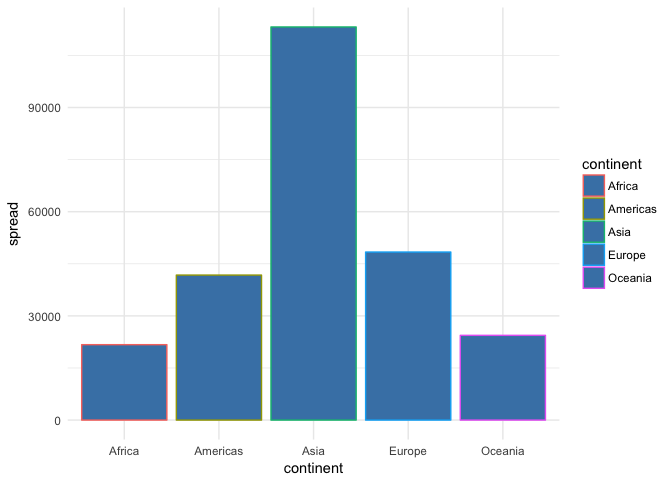 90000
60000
30000
0
spread
Africa
Americas
Asia
Europe
Oceania
continent
continent
Africa
Americas
Asia
Europe
Oceania